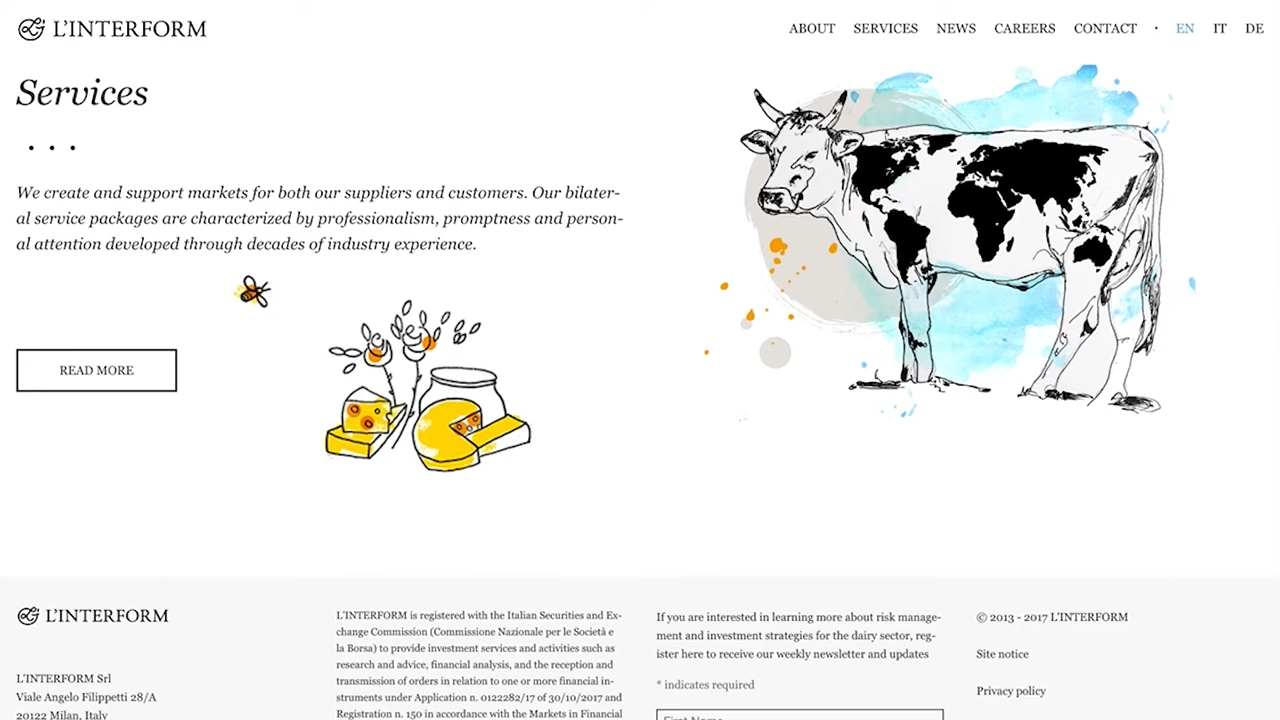 L'INTERFORM
ABOUT SERVICES NEWS CAREERS CONTACT · EN IT DE
Services
. . .
We create and support markets for both our suppliers and customers. Our bilater-
al service packages are characterized by professionalism, promptness and person-
al attention developed through decades of industry experience.
READ MORE
L'INTERFORM
L'INTERFORM Srl
Viale Angelo Filippetti 28/A
20122 Milan, Italy
L'INTERFORM is registered with the Italian Securities and Ex-
change Commission (Commissione Nazionale per le Società e
la Borsa) to provide investment services and activities such as
research and advice, financial analysis, and the reception and
transmission of orders in relation to one or more financial in-
struments under Application n. 0122282/17 of 30/10/2017 and
Registration n. 150 in accordance with the Markets in Financial
If you are interested in learning more about risk manage-
ment and investment strategies for the dairy sector, reg-
ister here to receive our weekly newsletter and updates
* indicates required
First Name
© 2013 - 2017 L'INTERFORM
Site notice
Privacy policy